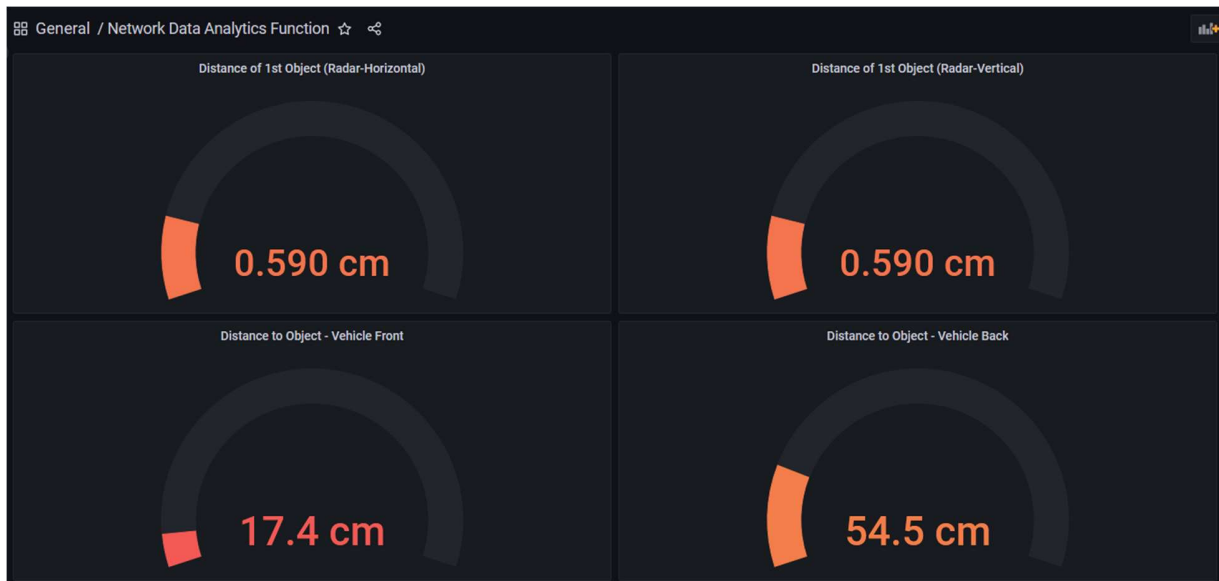 General / Network Data Analytics Function
Distance of 1st Object (Radar-Horizontal)
0.590 cm
Distance of 1st Object (Radar-Vertical)
0.590 cm
Distance to Object - Vehicle Front
17.4 cm
Distance to Object - Vehicle Back
54.5 cm